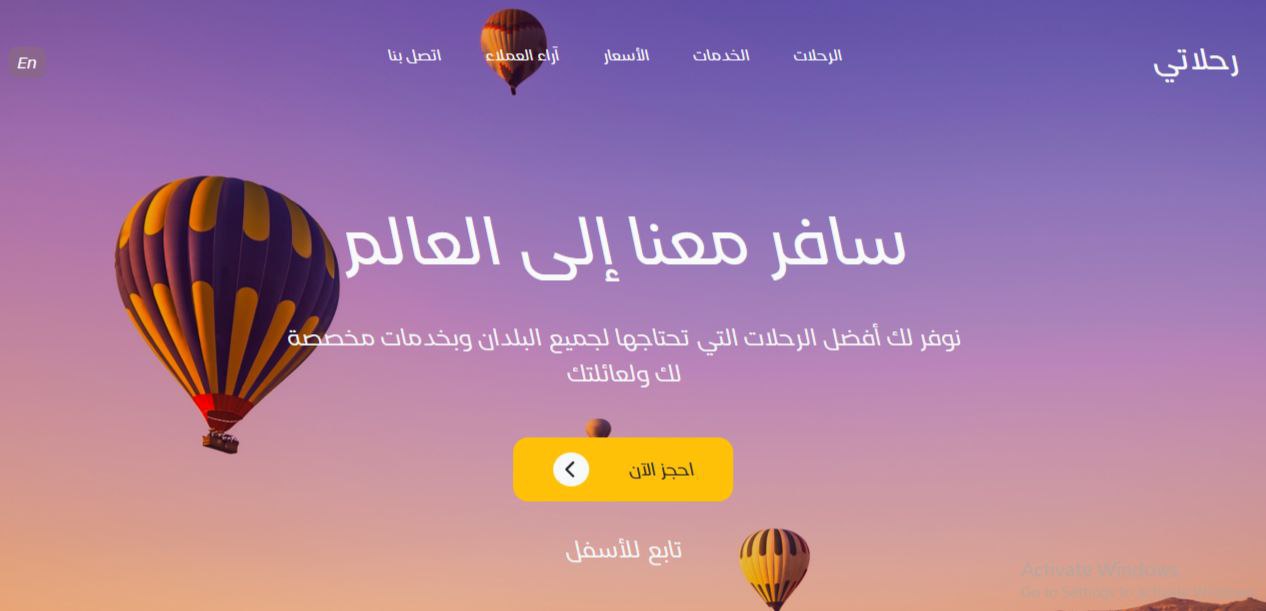 رحلاتي
الرحلات
الخدمات
الأسعار
آراء العملاء
اتصل بنا
En
سافر معنا إلى العالم
نوفر لك أفضل الرحلات التي تحتاجها لجميع البلدان وبخدمات مخصصة
لك ولعائلتك
احجز الآن
تابع للأسفل
Activate Windows
Go to Settings to activate Windows.